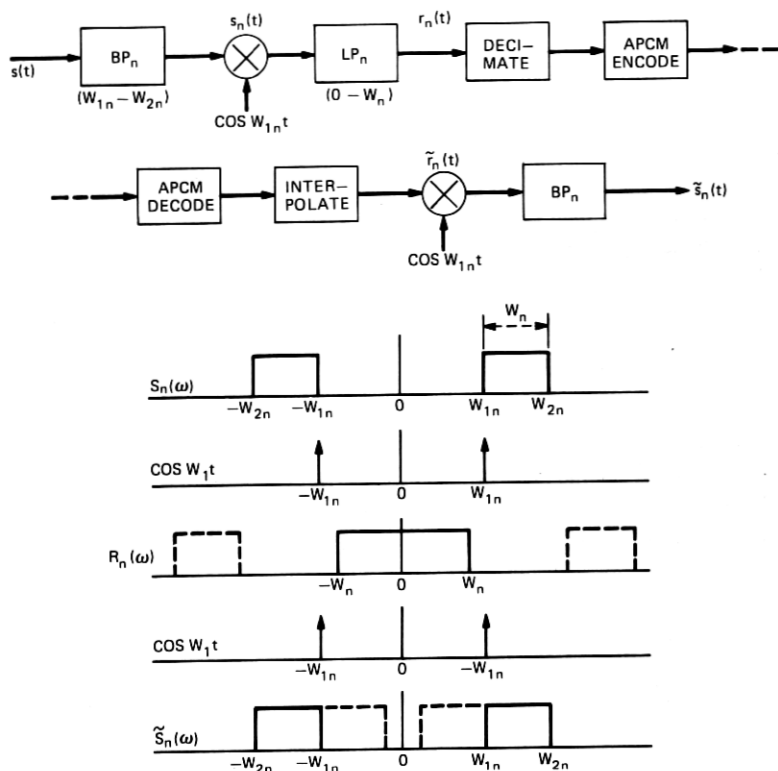 s_n(t)
r_n(t)
s(t)
BP_n
LP_n
DECI-
MATE
APCM
ENCODE
(W_1n – W_2n)
(0 – W_n)
COS W_1n t
r̃_n(t)
APCM
DECODE
INTER-
POLATE
BP_n
s̃_n(t)
COS W_1n t
W_n
S_n(ω)
–W_2n –W_1n 0 W_1n W_2n
COS W_1 t
–W_1n 0 W_1n
R_n(ω)
–W_n 0 W_n
COS W_1 t
–W_1n 0 –W_1n
S̃_n(ω)
–W_2n –W_1n 0 W_1n W_2n